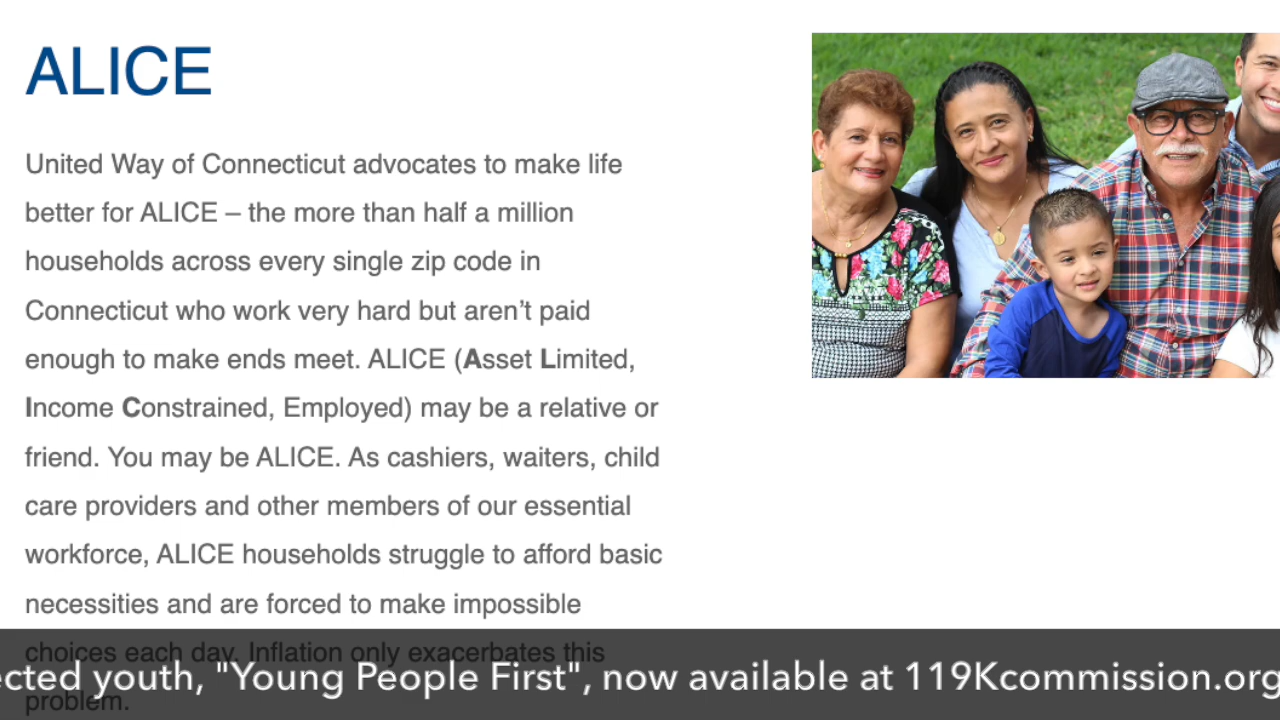 ALICE
United Way of Connecticut advocates to make life
better for ALICE – the more than half a million
households across every single zip code in
Connecticut who work very hard but aren’t paid
enough to make ends meet. ALICE (Asset Limited,
Income Constrained, Employed) may be a relative or
friend. You may be ALICE. As cashiers, waiters, child
care providers and other members of our essential
workforce, ALICE households struggle to afford basic
necessities and are forced to make impossible
choices each day. Inflation only exacerbates this
problem.
ected youth, "Young People First", now available at 119Kcommission.org